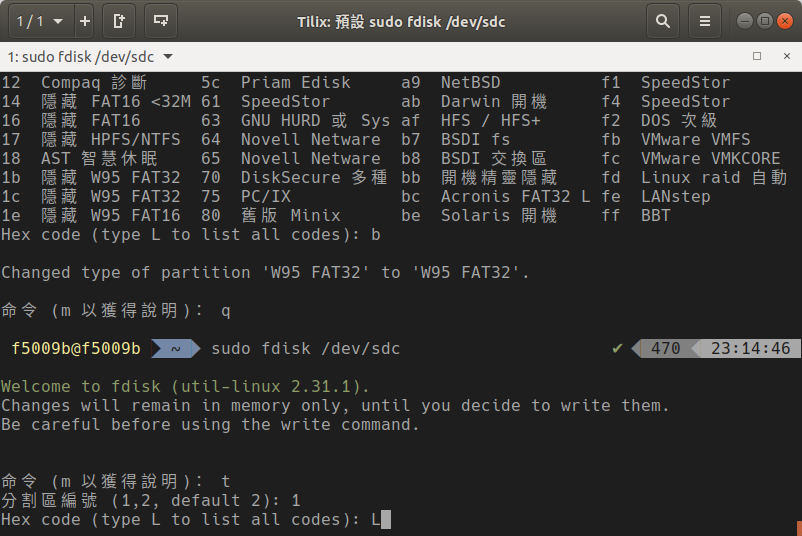 1 / 1
Tilix: 預設 sudo fdisk /dev/sdc
1: sudo fdisk /dev/sdc
12 Compaq 診斷 5c Priam Edisk a9 NetBSD f1 SpeedStor
14 隱藏 FAT16 <32M 61 SpeedStor ab Darwin 開機 f4 SpeedStor
16 隱藏 FAT16 63 GNU HURD 或 Sys af HFS / HFS+ f2 DOS 次級
17 隱藏 HPFS/NTFS 64 Novell Netware b7 BSDI fs fb VMware VMFS
18 AST 智慧休眠 65 Novell Netware b8 BSDI 交換區 fc VMware VMKCORE
1b 隱藏 W95 FAT32 70 DiskSecure 多種 bb 開機精靈隱藏 fd Linux raid 自動
1c 隱藏 W95 FAT32 75 PC/IX bc Acronis FAT32 L fe LANstep
1e 隱藏 W95 FAT16 80 舊版 Minix be Solaris 開機 ff BBT
Hex code (type L to list all codes): b
Changed type of partition 'W95 FAT32' to 'W95 FAT32'.
命令 (m 以獲得說明)： q
f5009b@f5009b ~ sudo fdisk /dev/sdc ✔ 470 23:14:46
Welcome to fdisk (util-linux 2.31.1).
Changes will remain in memory only, until you decide to write them.
Be careful before using the write command.
命令 (m 以獲得說明)： t
分割區編號 (1,2, default 2): 1
Hex code (type L to list all codes): L